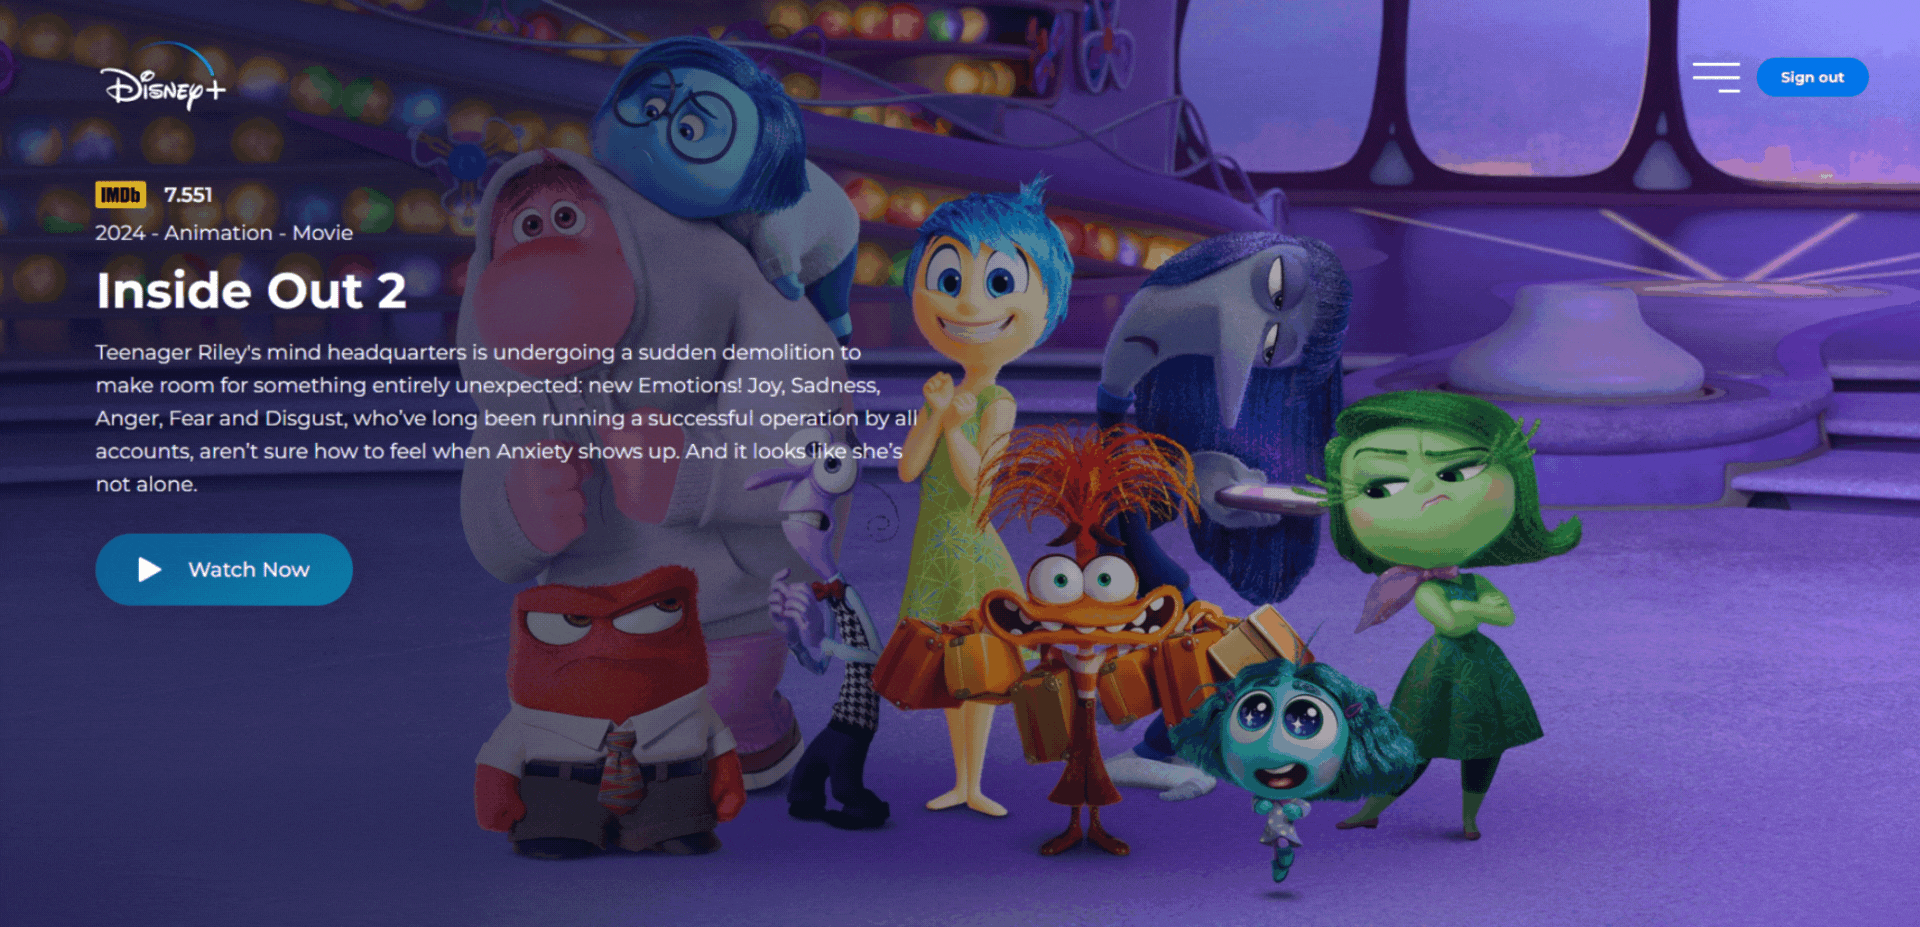 Disney+
Sign out
IMDb 7.551
2024 - Animation - Movie
Inside Out 2
Teenager Riley's mind headquarters is undergoing a sudden demolition to
make room for something entirely unexpected: new Emotions! Joy, Sadness,
Anger, Fear and Disgust, who’ve long been running a successful operation by all
accounts, aren’t sure how to feel when Anxiety shows up. And it looks like she’s
not alone.
Watch Now